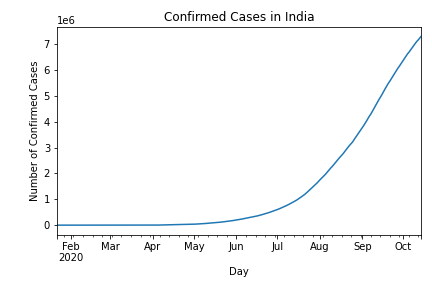 Confirmed Cases in India
1e6
7
6
5
4
3
2
1
0
Number of Confirmed Cases
Feb Mar Apr May Jun Jul Aug Sep Oct
2020
Day